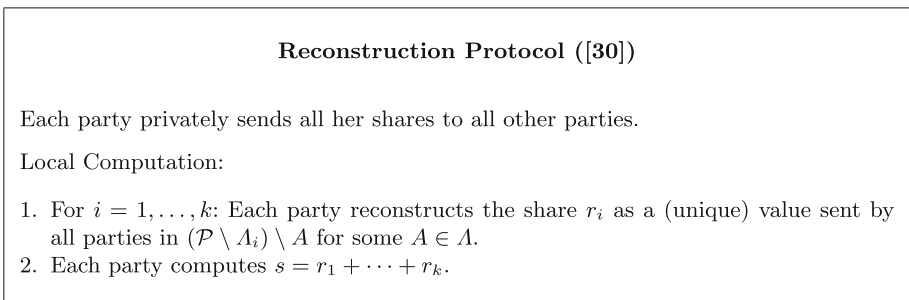 Reconstruction Protocol ([30])
Each party privately sends all her shares to all other parties.
Local Computation:
1. For i = 1, . . . , k: Each party reconstructs the share r_i as a (unique) value sent by
all parties in (𝒫 \ Λ_i) \ A for some A ∈ Λ.
2. Each party computes s = r_1 + · · · + r_k.